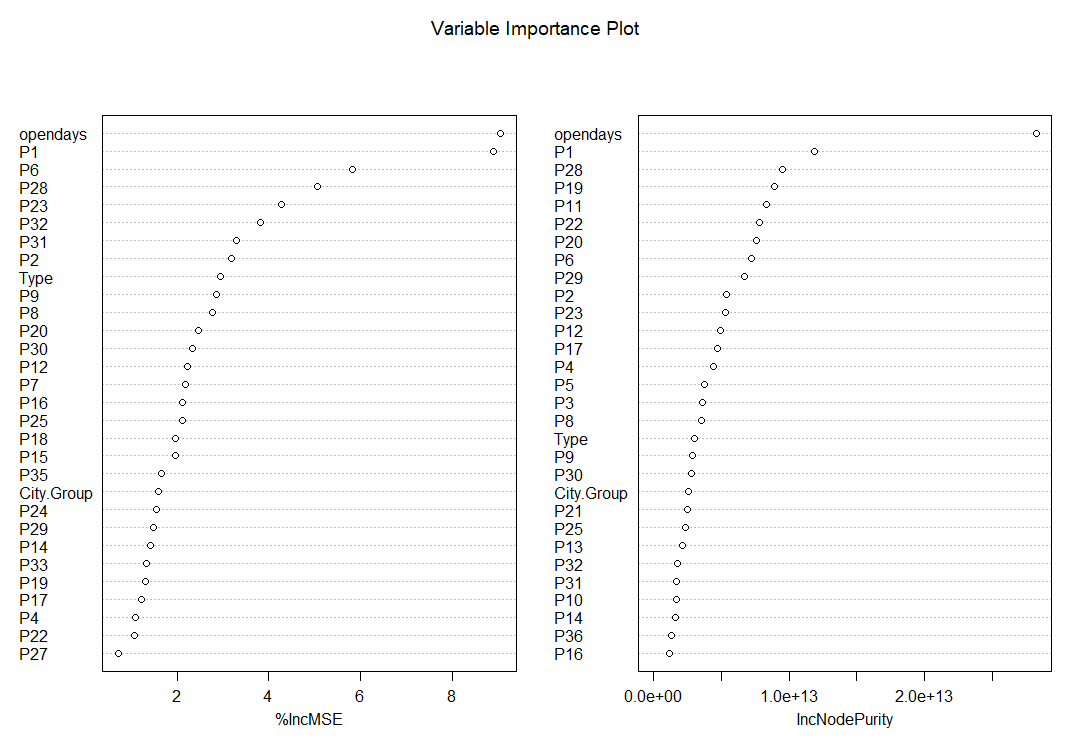 Variable Importance Plot
opendays
P1
P6
P28
P23
P32
P31
P2
Type
P9
P8
P20
P30
P12
P7
P16
P25
P18
P15
P35
City.Group
P24
P29
P14
P33
P19
P17
P4
P22
P27
2 4 6 8
%IncMSE
opendays
P1
P28
P19
P11
P22
P20
P6
P29
P2
P23
P12
P17
P4
P5
P3
P8
Type
P9
P30
City.Group
P21
P25
P13
P32
P31
P10
P14
P36
P16
0.0e+00 1.0e+13 2.0e+13
IncNodePurity